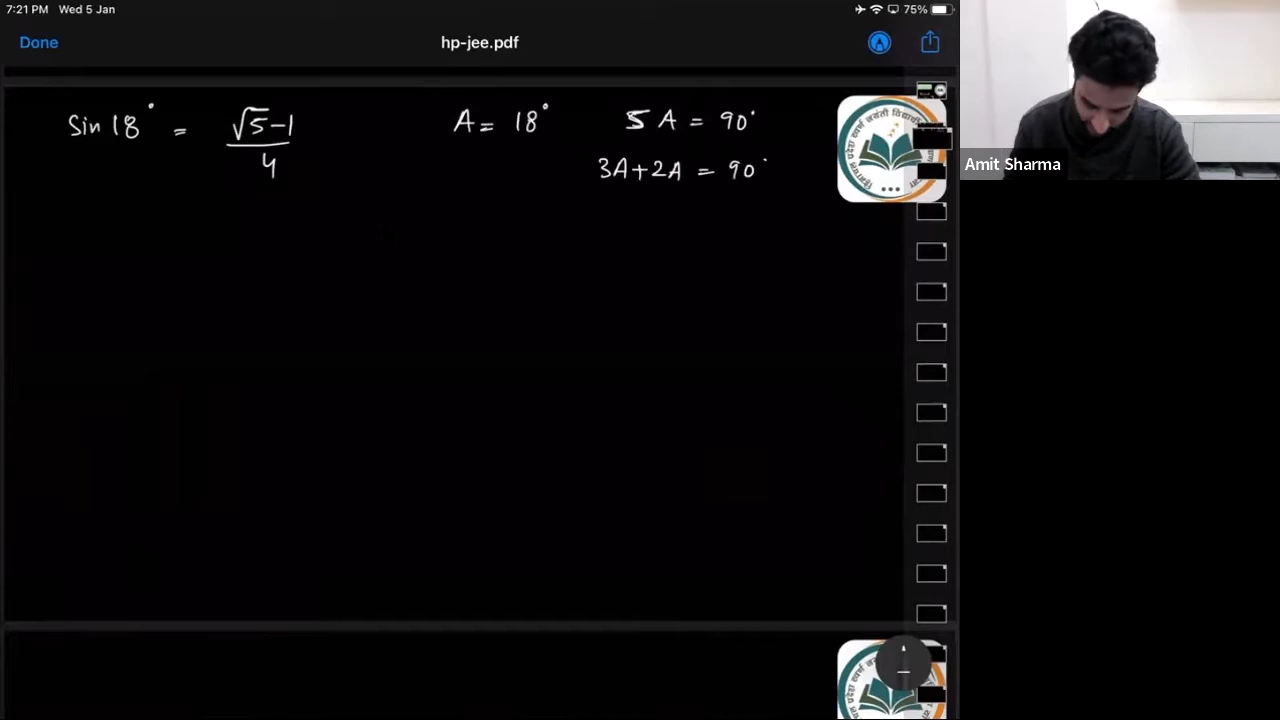 7:21 PM Wed 5 Jan
75%
Done
hp-jee.pdf
Sin 18° = √5-1 / 4
A = 18°
5A = 90°
3A+2A = 90°
Amit Sharma